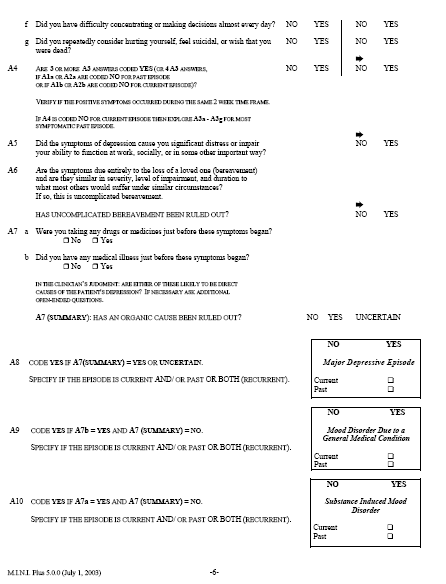 f Did you have difficulty concentrating or making decisions almost every day? NO YES NO YES
g Did you repeatedly consider hurting yourself, feel suicidal, or wish that you NO YES NO YES
were dead?
A4 ARE 3 OR MORE A3 ANSWERS CODED YES (OR 4 A3 ANSWERS, NO YES NO YES
IF A1a OR A2a ARE CODED NO FOR PAST EPISODE
OR IF A1b OR A2b ARE CODED NO FOR CURRENT EPISODE)?
VERIFY IF THE POSITIVE SYMPTOMS OCCURRED DURING THE SAME 2 WEEK TIME FRAME.
IF A4 IS CODED NO FOR CURRENT EPISODE THEN EXPLORE A3a - A3g FOR MOST
SYMPTOMATIC PAST EPISODE.
A5 Did the symptoms of depression cause you significant distress or impair NO YES
your ability to function at work, socially, or in some other important way?
A6 Are the symptoms due entirely to the loss of a loved one (bereavement)
and are they similar in severity, level of impairment, and duration to
what most others would suffer under similar circumstances?
If so, this is uncomplicated bereavement.
HAS UNCOMPLICATED BEREAVEMENT BEEN RULED OUT? NO YES
A7 a Were you taking any drugs or medicines just before these symptoms began?
❐ No ❐ Yes
b Did you have any medical illness just before these symptoms began?
❐ No ❐ Yes
IN THE CLINICIAN'S JUDGMENT: ARE EITHER OF THESE LIKELY TO BE DIRECT
CAUSES OF THE PATIENT'S DEPRESSION? IF NECESSARY ASK ADDITIONAL
OPEN-ENDED QUESTIONS.
A7 (SUMMARY): HAS AN ORGANIC CAUSE BEEN RULED OUT? NO YES UNCERTAIN
NO YES
A8 CODE YES IF A7(SUMMARY) = YES OR UNCERTAIN. Major Depressive Episode
SPECIFY IF THE EPISODE IS CURRENT AND/ OR PAST OR BOTH (RECURRENT). Current ❐
Past ❐
NO YES
A9 CODE YES IF A7b = YES AND A7 (SUMMARY) = NO. Mood Disorder Due to a
General Medical Condition
SPECIFY IF THE EPISODE IS CURRENT AND/ OR PAST OR BOTH (RECURRENT).
Current ❐
Past ❐
NO YES
A10 CODE YES IF A7a = YES AND A7 (SUMMARY) = NO. Substance Induced Mood
Disorder
SPECIFY IF THE EPISODE IS CURRENT AND/ OR PAST OR BOTH (RECURRENT).
Current ❐
Past ❐
M.I.N.I. Plus 5.0.0 (July 1, 2003) -6-